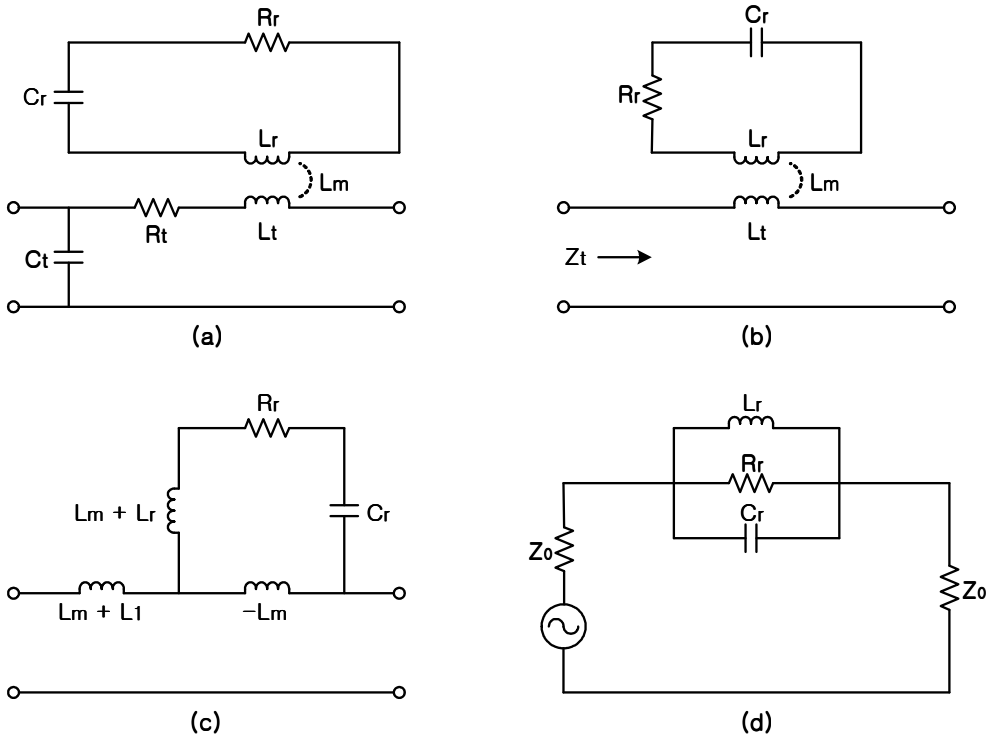 Rr
Cr
Lr
Lm
Rt
Lt
Ct
(a)
Cr
Rr
Lr
Lm
Lt
Zt
(b)
Rr
Lm + Lr
Cr
Lm + L1
-Lm
(c)
Lr
Rr
Cr
Z0
Z0
(d)